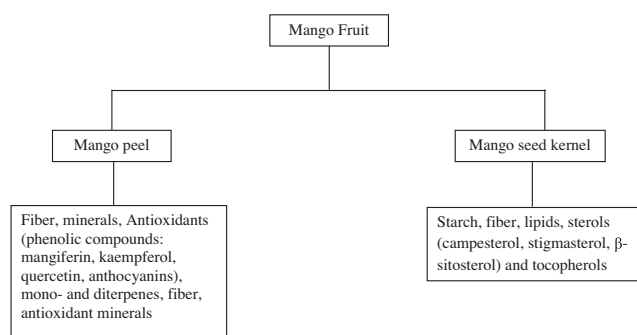 Mango Fruit
Mango peel
Mango seed kernel
Fiber, minerals, Antioxidants
(phenolic compounds:
mangiferin, kaempferol,
quercetin, anthocyanins),
mono- and diterpenes, fiber,
antioxidant minerals
Starch, fiber, lipids, sterols
(campesterol, stigmasterol, β-
sitosterol) and tocopherols